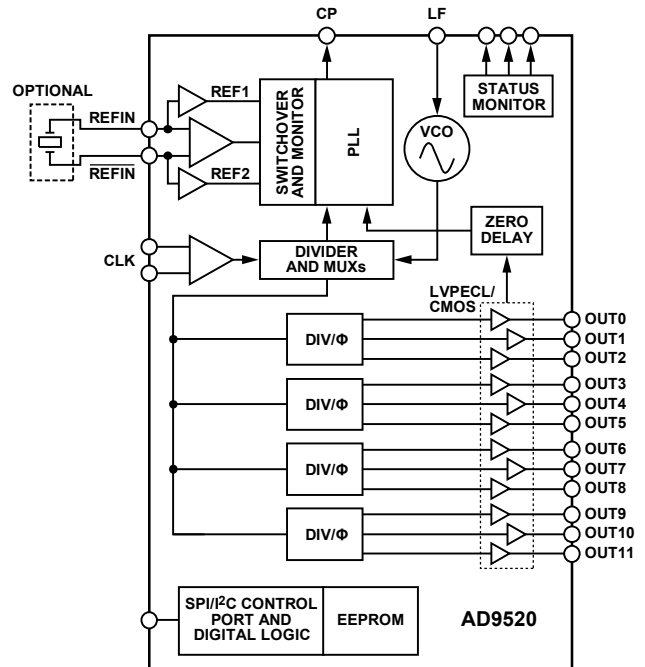 CP
LF
OPTIONAL
REFIN
REFIN
REF1
REF2
SWITCHOVER
AND MONITOR
PLL
VCO
STATUS
MONITOR
ZERO
DELAY
CLK
DIVIDER
AND MUXs
LVPECL/
CMOS
DIV/Φ
OUT0
OUT1
OUT2
DIV/Φ
OUT3
OUT4
OUT5
DIV/Φ
OUT6
OUT7
OUT8
DIV/Φ
OUT9
OUT10
OUT11
SPI/I²C CONTROL
PORT AND
DIGITAL LOGIC
EEPROM
AD9520